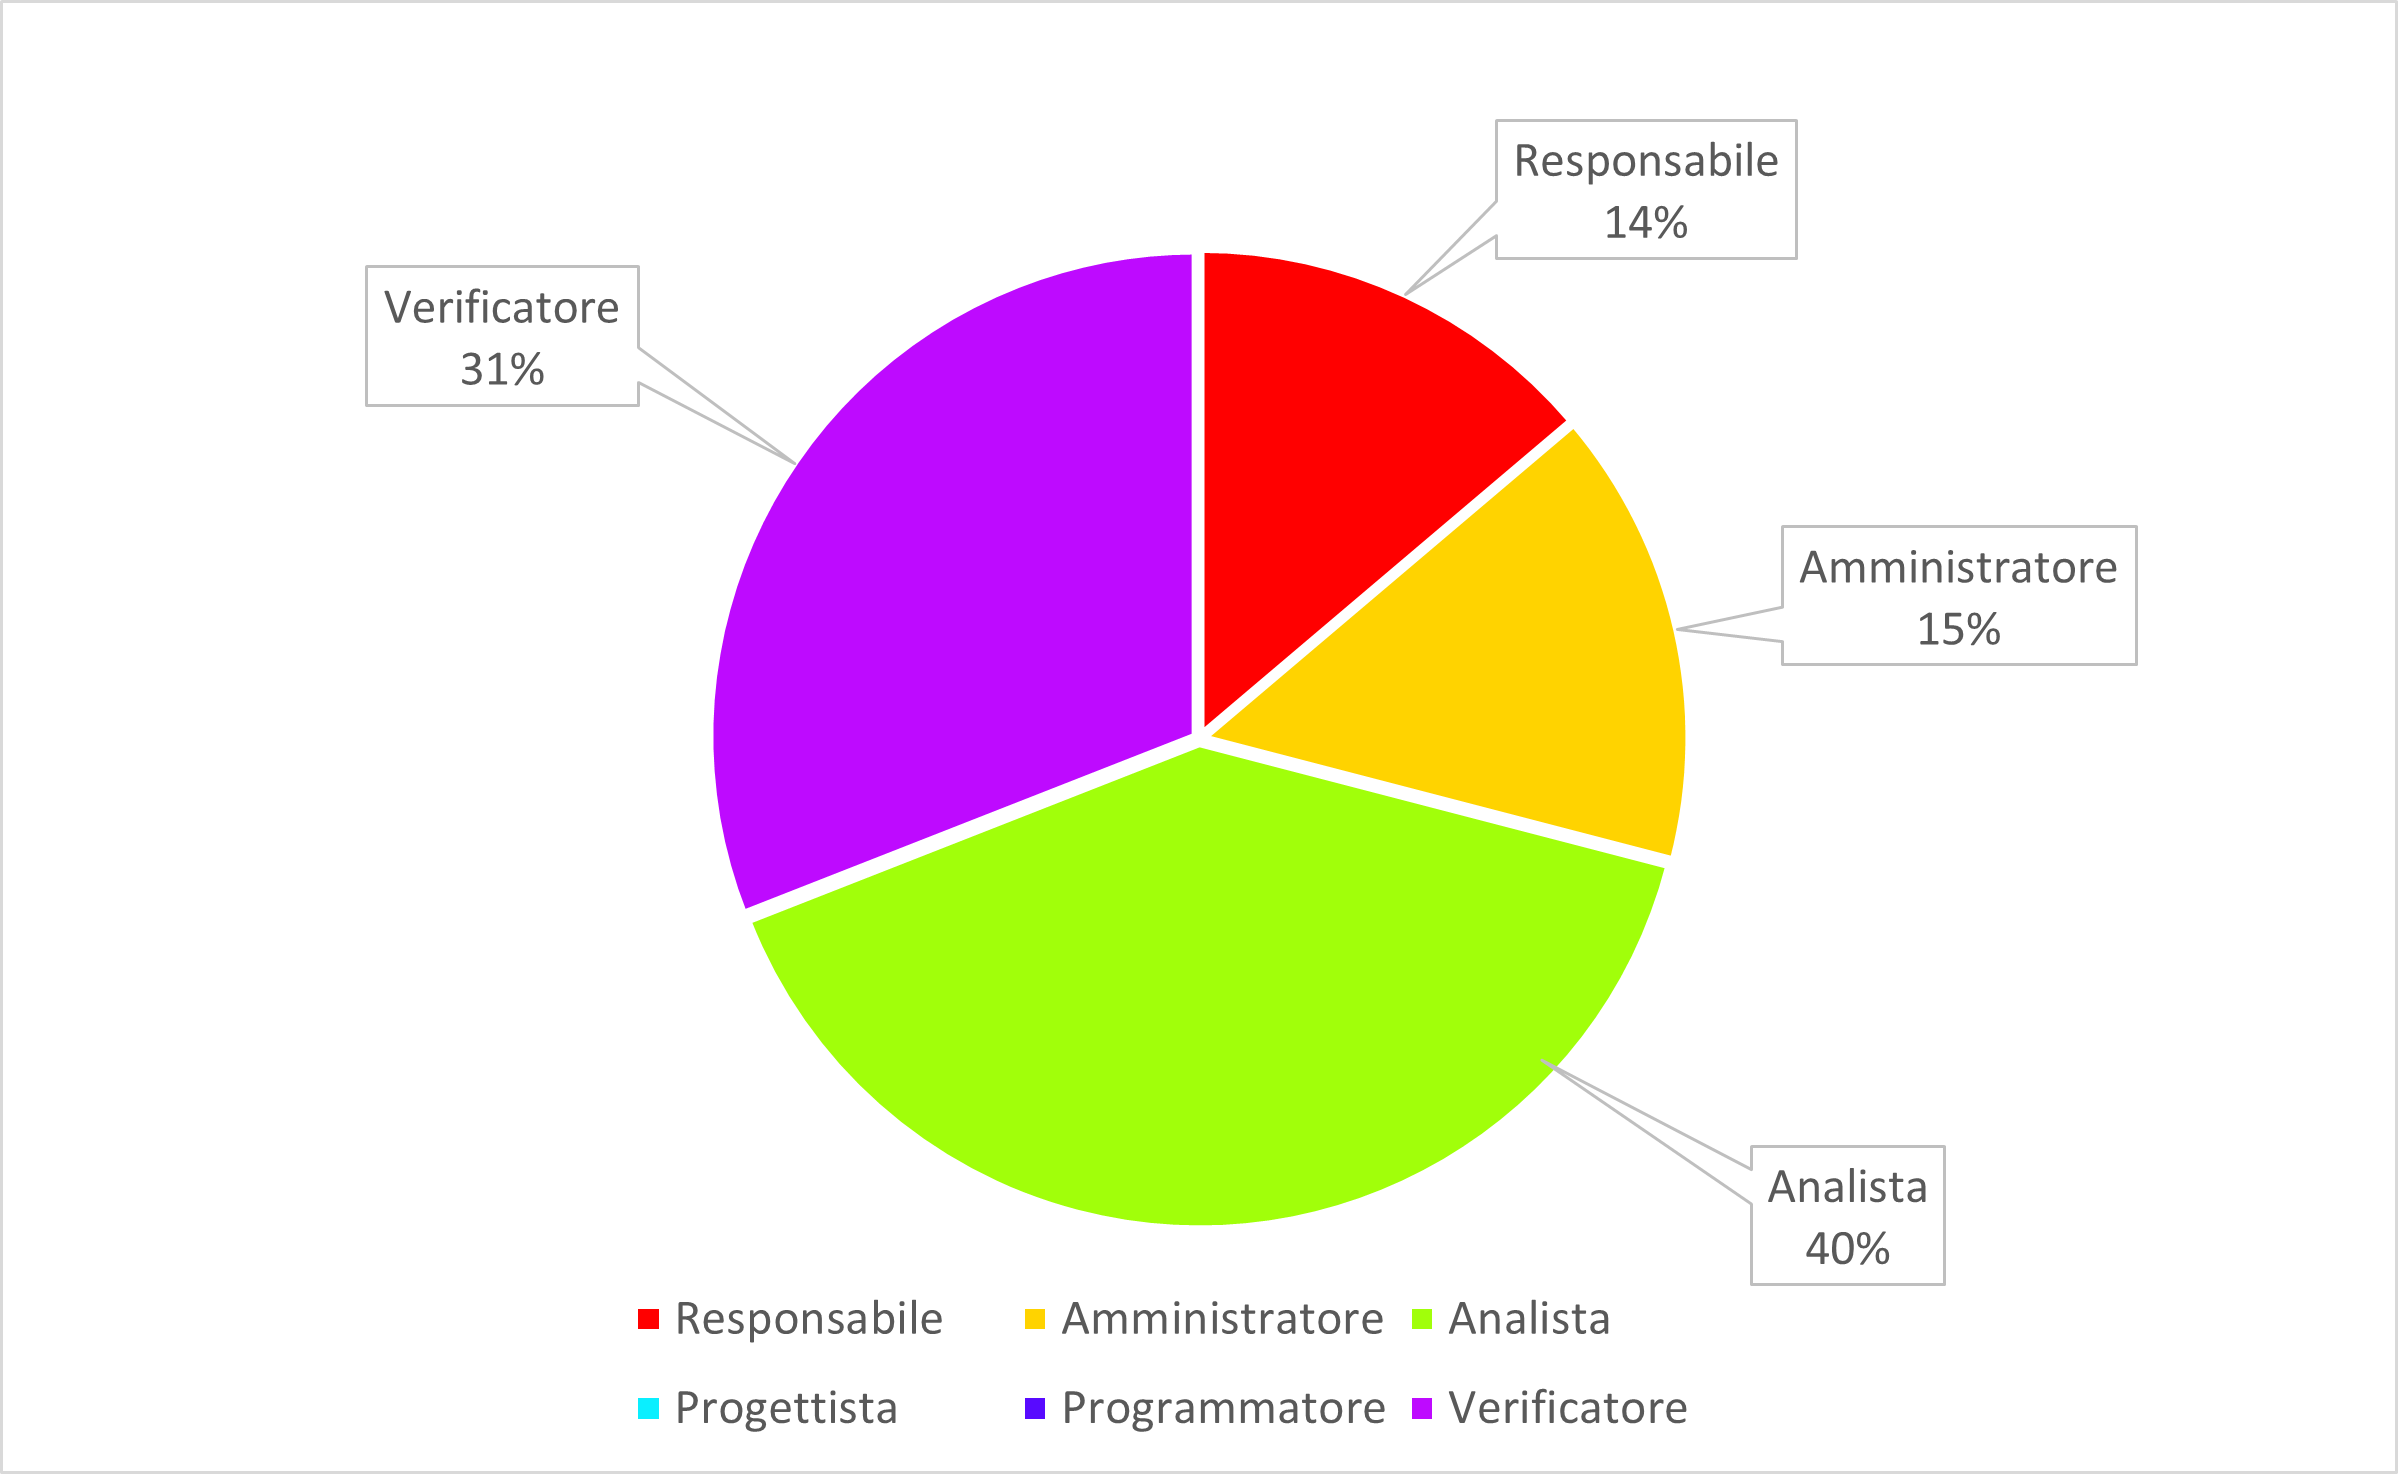 Responsabile
14%
Verificatore
31%
Amministratore
15%
Analista
40%
Responsabile
Amministratore
Analista
Progettista
Programmatore
Verificatore